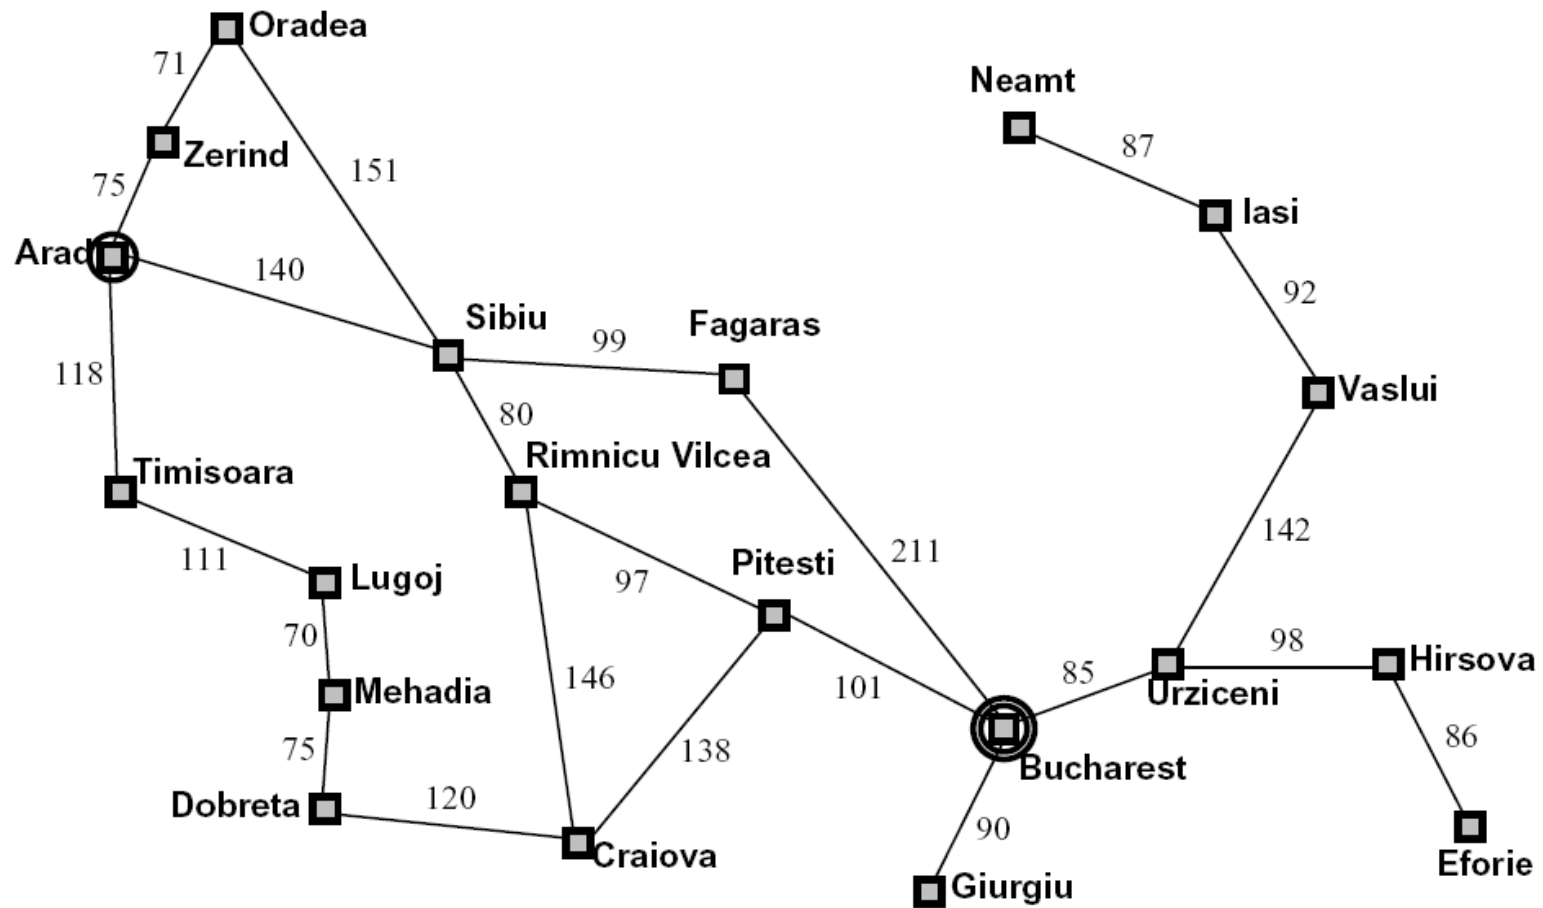 Oradea
71
Neamt
87
Zerind
151
75
Iasi
Arad
140
92
Sibiu
Fagaras
99
118
Vaslui
80
Rimnicu Vilcea
Timisoara
142
211
111
Pitesti
Lugoj
97
70
98
Hirsova
146
85
101
Urziceni
Mehadia
86
75
138
Bucharest
Dobreta
120
90
Craiova
Eforie
Giurgiu